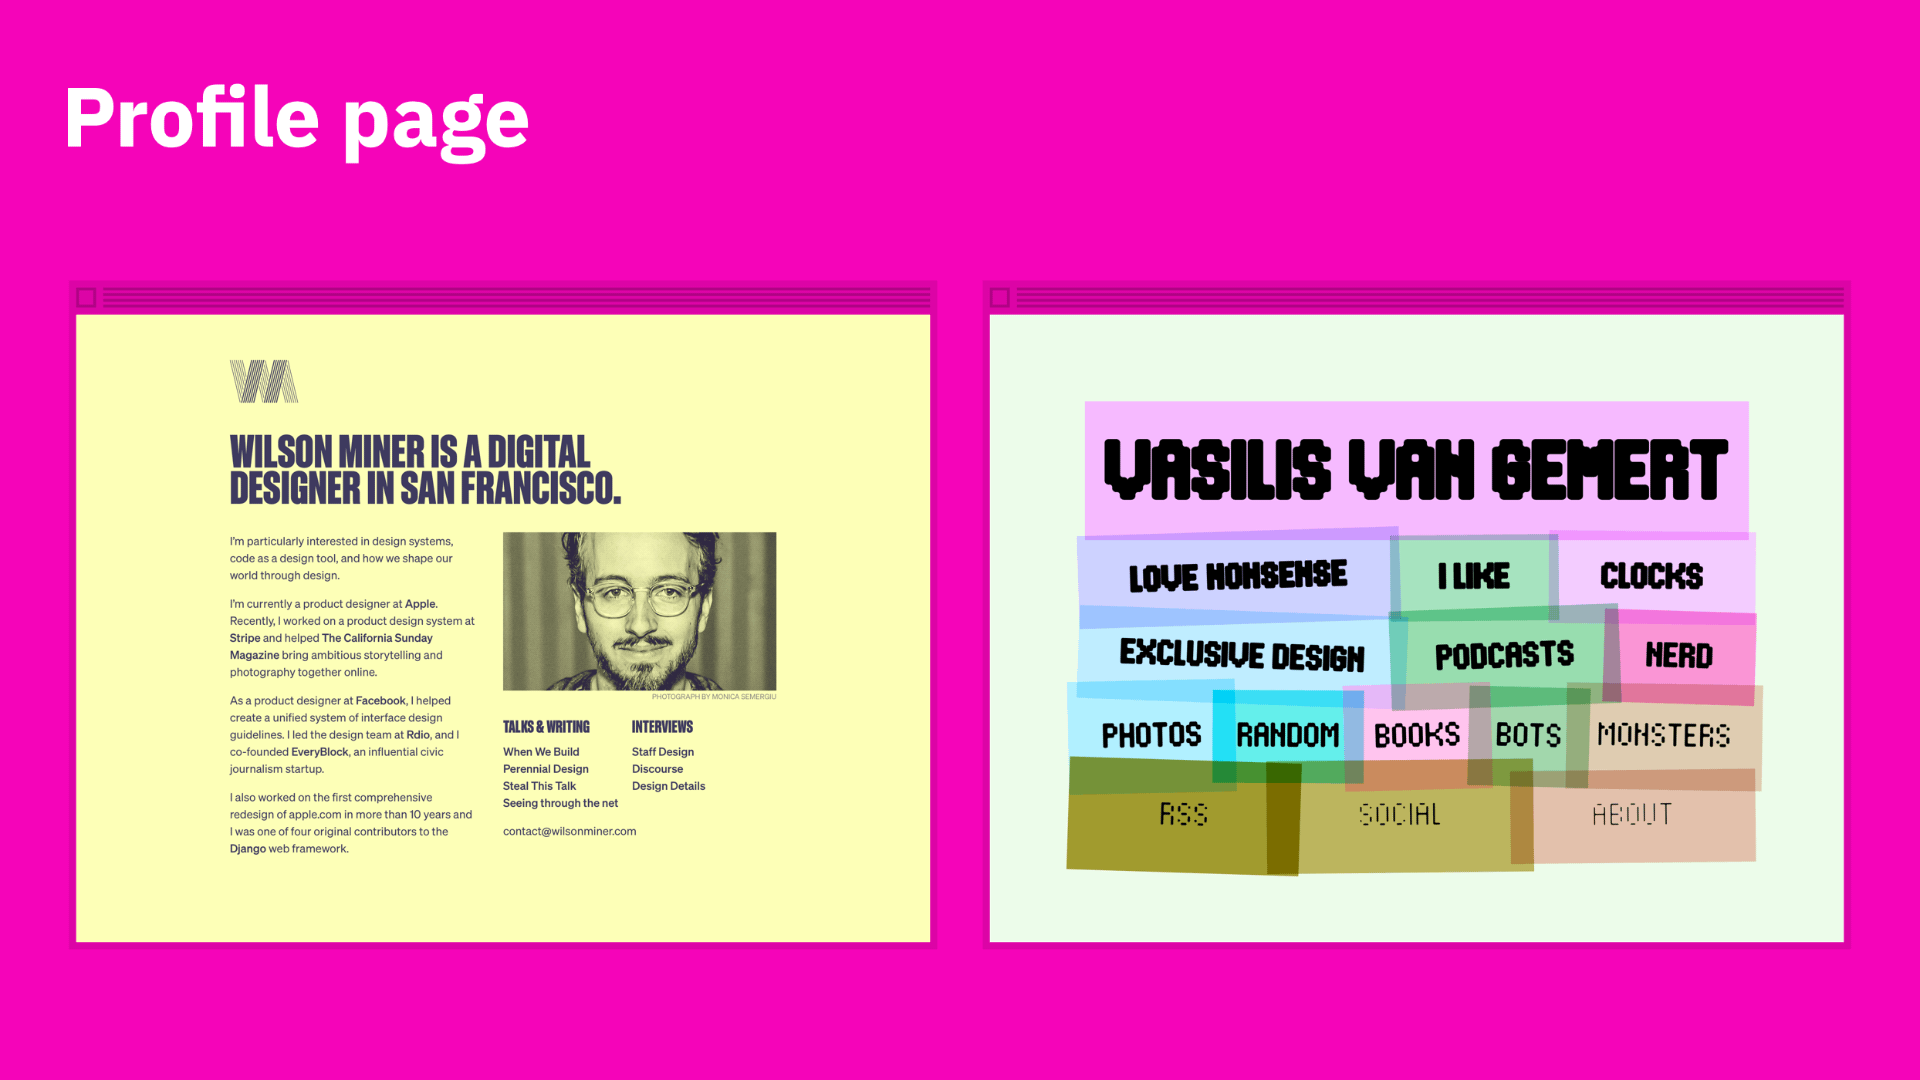 Profile page
WILSON MINER IS A DIGITAL
DESIGNER IN SAN FRANCISCO.
I'm particularly interested in design systems,
code as a design tool, and how we shape our
world through design.
I'm currently a product designer at Apple.
Recently, I worked on a product design system at
Stripe and helped The California Sunday
Magazine bring ambitious storytelling and
photography together online.
As a product designer at Facebook, I helped
create a unified system of interface design
guidelines. I led the design team at Rdio, and I
co-founded EveryBlock, an influential civic
journalism startup.
I also worked on the first comprehensive
redesign of apple.com in more than 10 years and
I was one of four original contributors to the
Django web framework.
PHOTOGRAPH BY MONICA SEMERGIU
TALKS & WRITING
When We Build
Perennial Design
Steal This Talk
Seeing through the net
INTERVIEWS
Staff Design
Discourse
Design Details
contact@wilsonminer.com
VASILIS VAN GEMERT
LOVE NONSENSE I LIKE CLOCKS
EXCLUSIVE DESIGN PODCASTS NERD
PHOTOS RANDOM BOOKS BOTS MONSTERS
RSS SOCIAL ABOUT